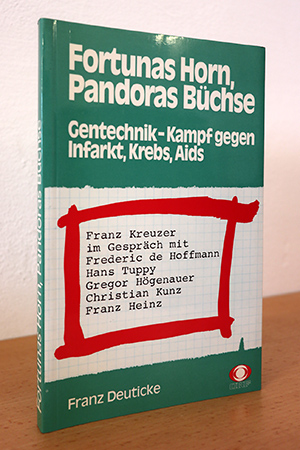 Fortunas Horn,
Pandoras Büchse
Gentechnik–Kampf gegen
Infarkt, Krebs, Aids
Franz Kreuzer
im Gespräch mit
Frederic de Hoffmann
Hans Tuppy
Gregor Högenauer
Christian Kunz
Franz Heinz
Franz Deuticke
Fortunas Horn, Pandoras Büchse